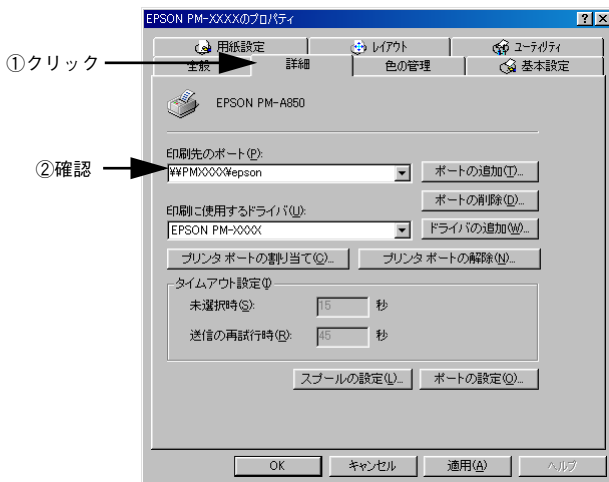 EPSON PM-XXXXのプロパティ
用紙設定 レイアウト ユーティリティ
①クリック
全般 詳細 色の管理 基本設定
EPSON PM-A850
印刷先のポート(P):
②確認
¥¥PMXXXX¥epson ポートの追加(T)...
ポートの削除(D)...
印刷に使用するドライバ(U):
EPSON PM-XXXX ドライバの追加(W)...
プリンタ ポートの割り当て(C)... プリンタ ポートの解除(N)...
タイムアウト設定(I)
未選択時(S): 15 秒
送信の再試行時(R): 45 秒
スプールの設定(L)... ポートの設定(O)...
OK キャンセル 適用(A) ヘルプ